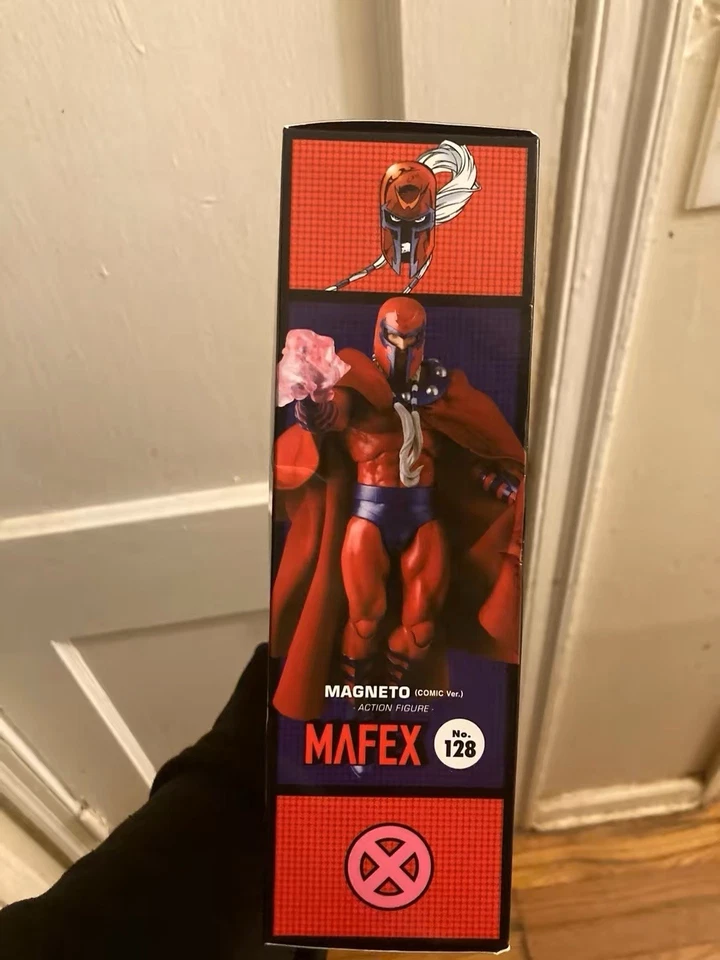 MAGNETO (COMIC Ver.)
- ACTION FIGURE -
MAFEX No. 128